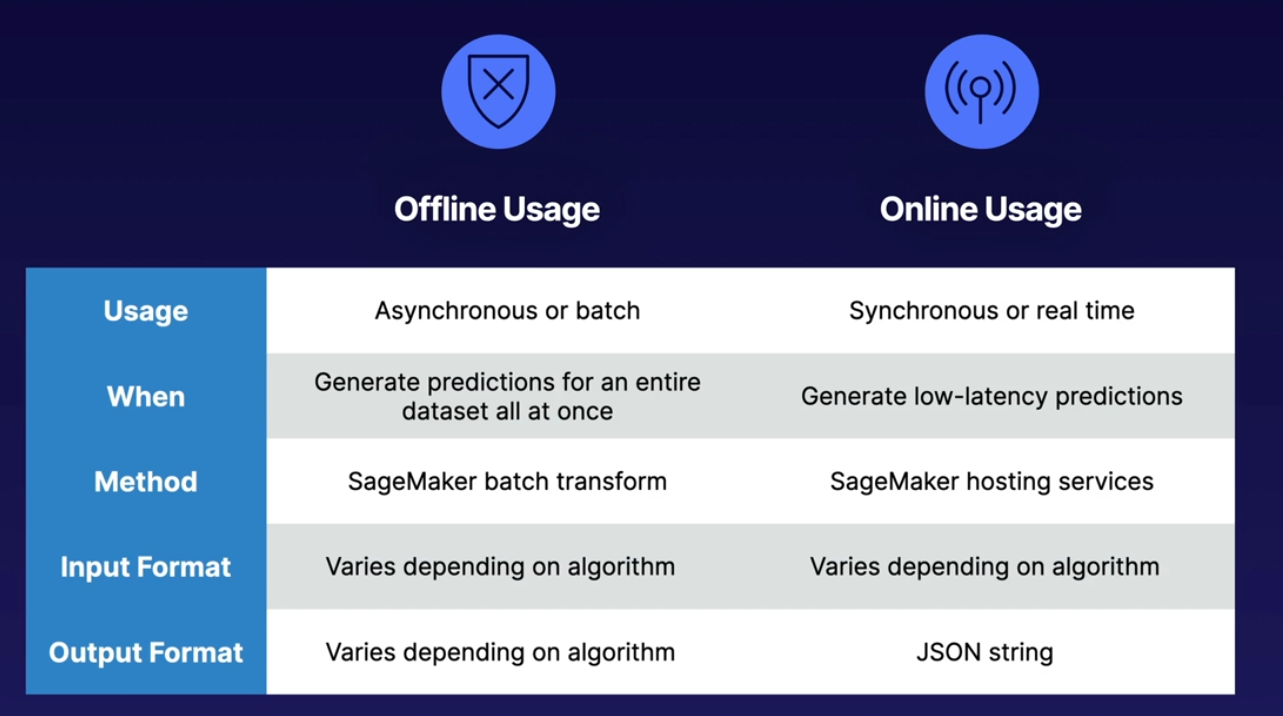 Offline Usage
Online Usage
Usage
Asynchronous or batch
Synchronous or real time
When
Generate predictions for an entire
dataset all at once
Generate low-latency predictions
Method
SageMaker batch transform
SageMaker hosting services
Input Format
Varies depending on algorithm
Varies depending on algorithm
Output Format
Varies depending on algorithm
JSON string